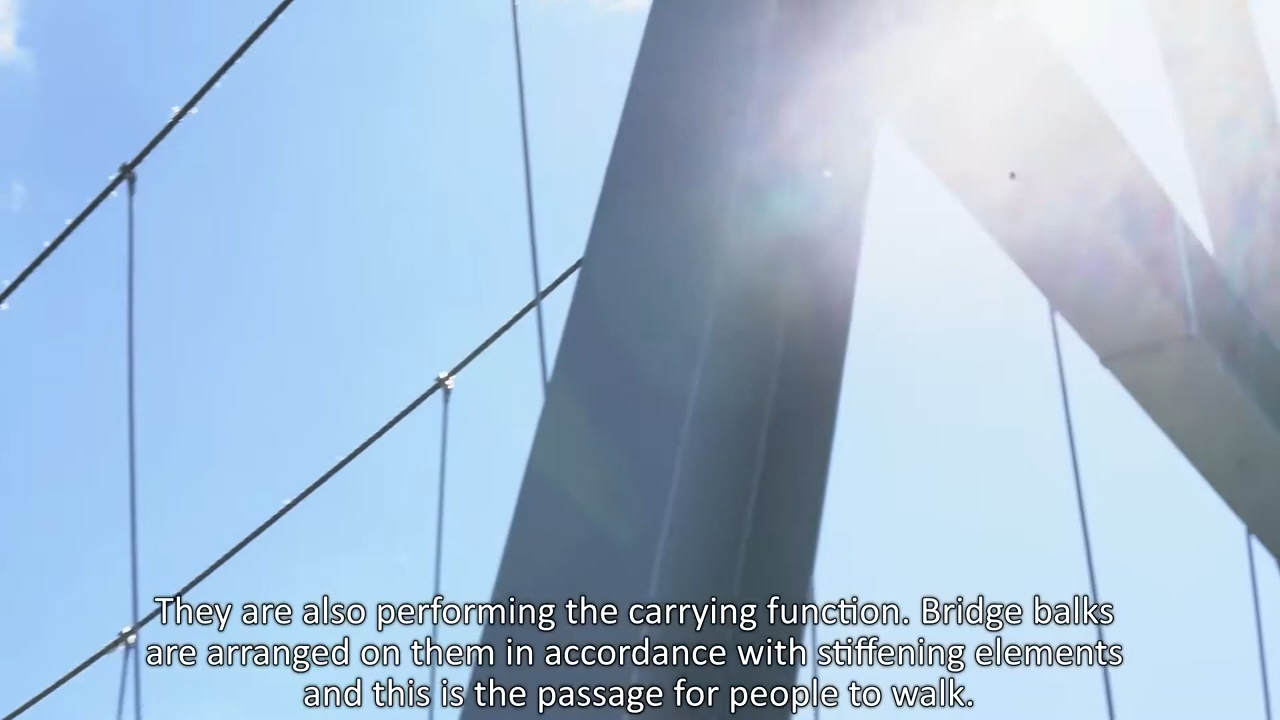 They are also performing the carrying function. Bridge balks
are arranged on them in accordance with stiffening elements
and this is the passage for people to walk.